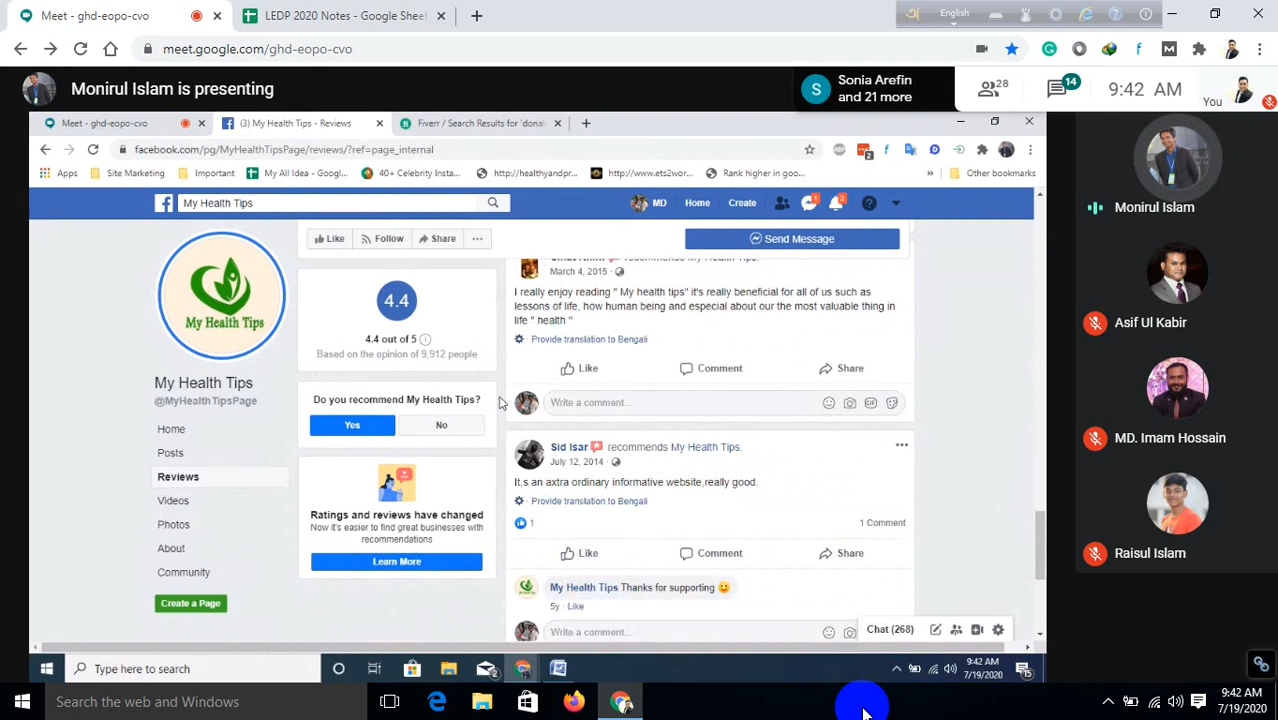 Meet - ghd-eopo-cvo
LEDP 2020 Notes - Google Sheet
English
meet.google.com/ghd-eopo-cvo
Monirul Islam is presenting
S
Sonia Arefin
and 21 more
28
14
9:42 AM
You
Meet - ghd-eopo-cvo
(3) My Health Tips - Reviews
Fiverr / Search Results for 'dona
facebook.com/pg/MyHealthTipsPage/reviews/?ref=page_internal
Apps
Site Marketing
Important
My All Idea - Googl...
40+ Celebrity Insta...
http://healthyandpr...
http://www.ets2wor...
Rank higher in goo...
Other bookmarks
My Health Tips
MD
Home
Create
Like
Follow
Share
Send Message
My Health Tips
My Health Tips
@MyHealthTipsPage
Home
Posts
Reviews
Videos
Photos
About
Community
Create a Page
4.4
4.4 out of 5
Based on the opinion of 9,912 people
Do you recommend My Health Tips?
Yes
No
Ratings and reviews have changed
Now it's easier to find great businesses with
recommendations
Learn More
recommends My Health Tips.
March 4, 2015
I really enjoy reading " My health tips" it's really beneficial for all of us such as
lessons of life, how human being and especial about our the most valuable thing in
life " health "
Provide translation to Bengali
Like
Comment
Share
Write a comment...
Sid Isar recommends My Health Tips.
July 12, 2014
It,s an axtra ordinary informative website,really good.
Provide translation to Bengali
1
1 Comment
Like
Comment
Share
My Health Tips Thanks for supporting
5y · Like
Write a comment...
Chat (268)
Monirul Islam
Asif Ul Kabir
MD. Imam Hossain
Raisul Islam
Type here to search
9:42 AM
7/19/2020
15
Search the web and Windows
9:42 AM
7/19/2020